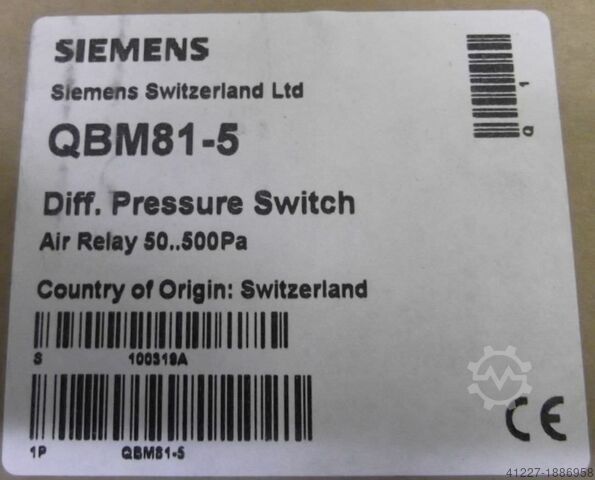 SIEMENS
Siemens Switzerland Ltd
QBM81-5
Diff. Pressure Switch
Air Relay 50..500Pa
Country of Origin: Switzerland
S 100319A
1P QBM81-5
Q 1
CE
41227-1886958